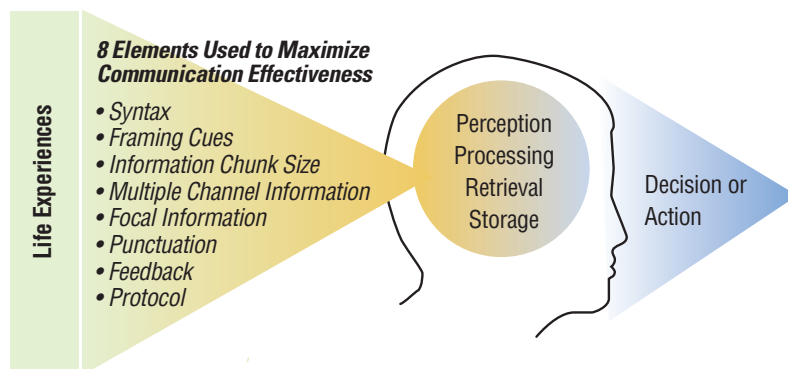 Life Experiences
8 Elements Used to Maximize
Communication Effectiveness
• Syntax
• Framing Cues
• Information Chunk Size
• Multiple Channel Information
• Focal Information
• Punctuation
• Feedback
• Protocol
Perception
Processing
Retrieval
Storage
Decision or
Action